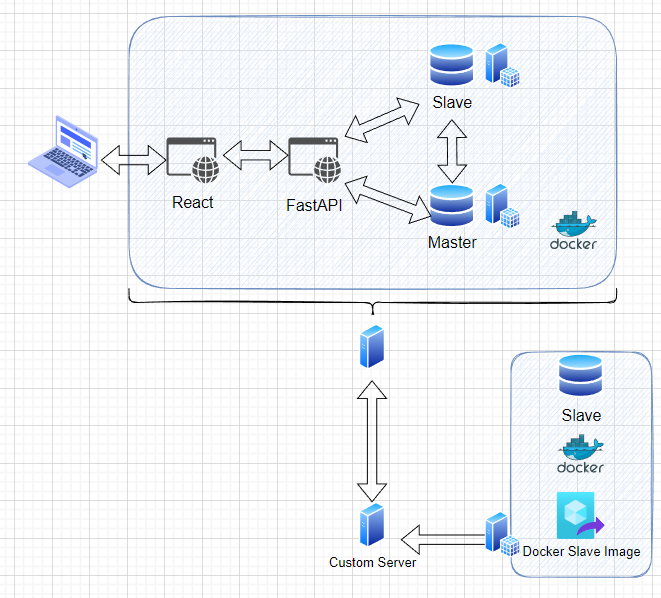 Slave
React
FastAPI
Master
docker
Slave
docker
Docker Slave Image
Custom Server